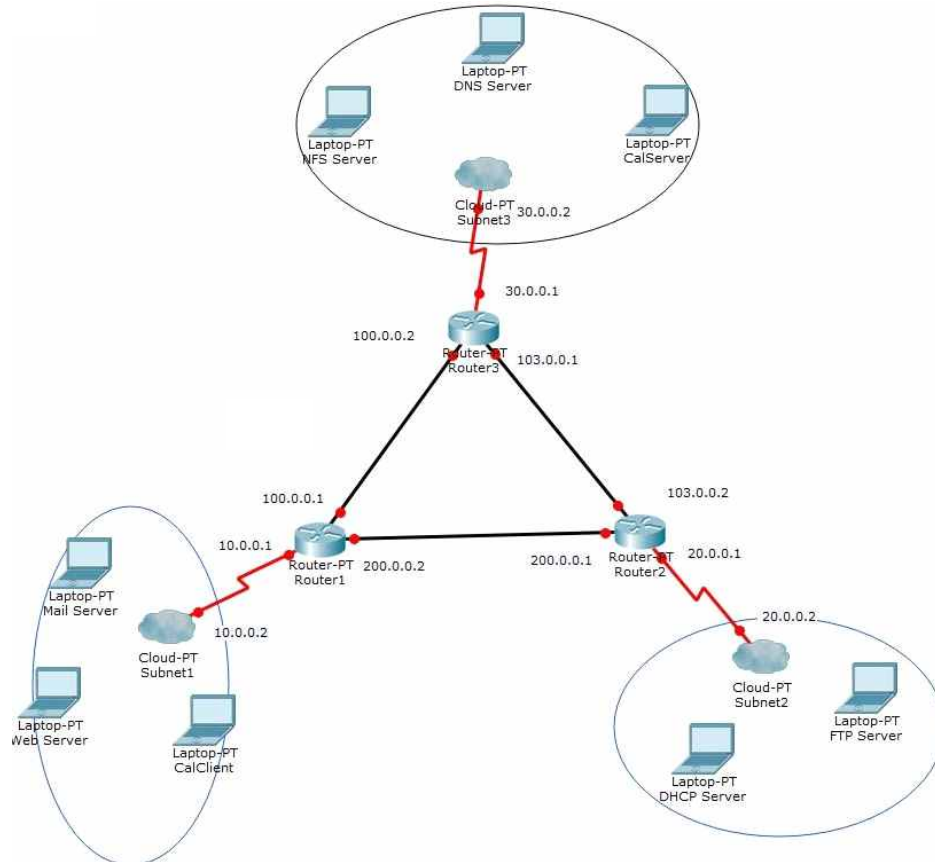 Laptop-PT
DNS Server
Laptop-PT
NFS Server
Laptop-PT
CalServer
Cloud-PT
Subnet3
30.0.0.2
30.0.0.1
100.0.0.2
Router-PT
Router3
103.0.0.1
100.0.0.1
103.0.0.2
10.0.0.1
Router-PT
Router1
200.0.0.2
200.0.0.1
Router-PT
Router2
20.0.0.1
Laptop-PT
Mail Server
10.0.0.2
Cloud-PT
Subnet1
20.0.0.2
Cloud-PT
Subnet2
Laptop-PT
Web Server
Laptop-PT
CalClient
Laptop-PT
FTP Server
Laptop-PT
DHCP Server